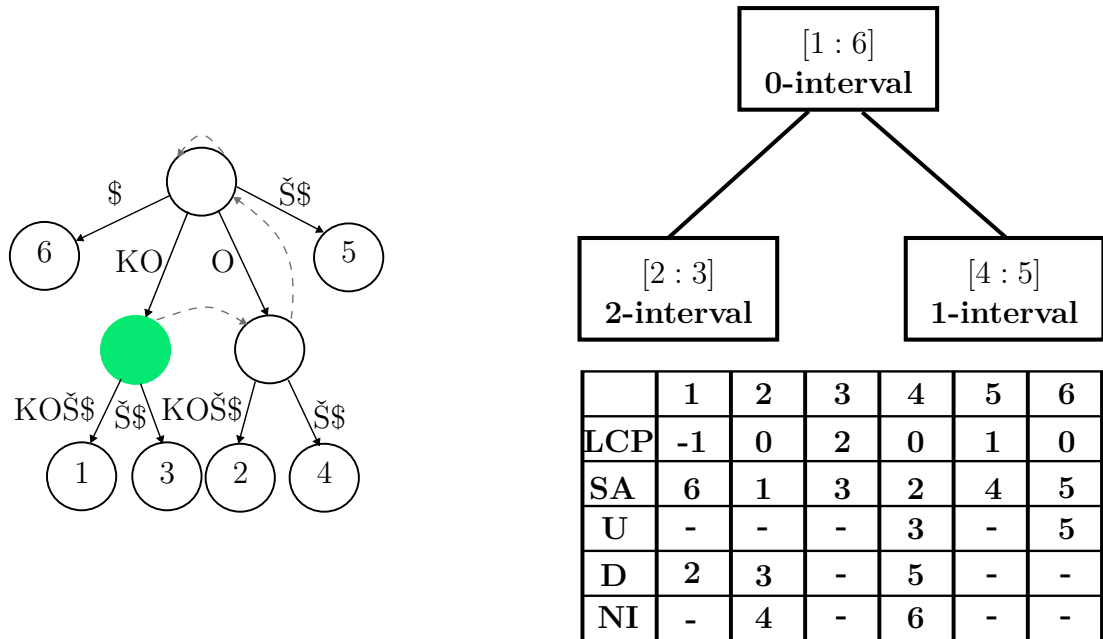 $
Š$
6
5
KO
O
KOŠ$
Š$
KOŠ$
Š$
1
3
2
4
[1 : 6]
0-interval
[2 : 3]
2-interval
[4 : 5]
1-interval
1 2 3 4 5 6
LCP -1 0 2 0 1 0
SA 6 1 3 2 4 5
U - - - 3 - 5
D 2 3 - 5 - -
NI - 4 - 6 - -